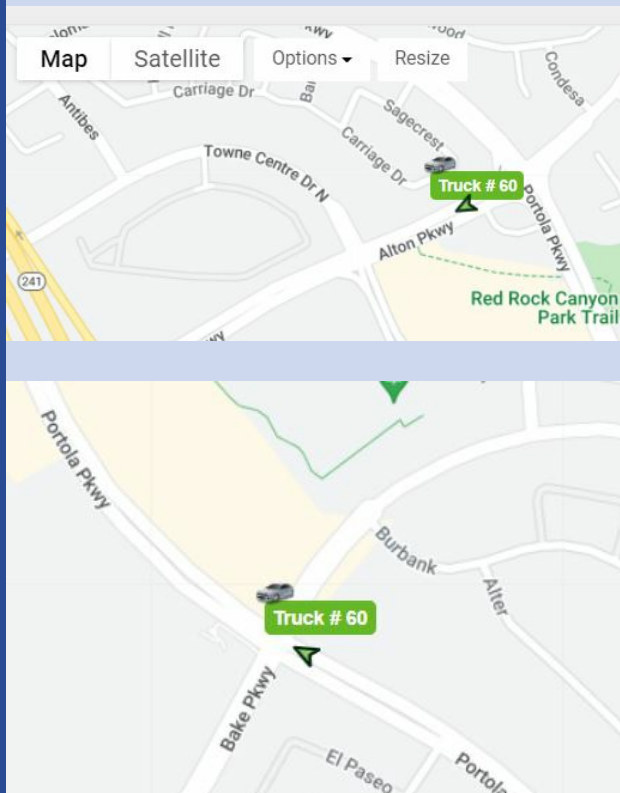 Map
Satellite
Options
Resize
Carriage Dr
Condesa
Antibes
Sagecrest
Carriage Dr
Towne Centre Dr N
Truck # 60
Portola Pkwy
Alton Pkwy
241
Red Rock Canyon
Park Trail
Portola Pkwy
Burbank
Alter
Truck # 60
Bake Pkwy
El Paseo
Portola